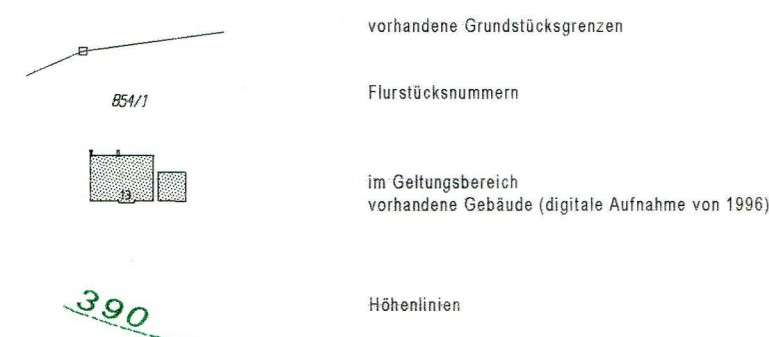 vorhandene Grundstücksgrenzen
854/1
Flurstücksnummern
13
im Geltungsbereich
vorhandene Gebäude (digitale Aufnahme von 1996)
390
Höhenlinien